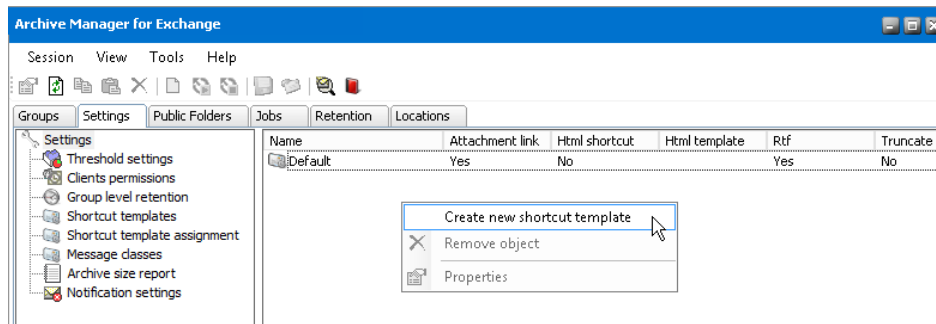 Archive Manager for Exchange
Session View Tools Help
Groups Settings Public Folders Jobs Retention Locations
Settings
Threshold settings
Clients permissions
Group level retention
Shortcut templates
Shortcut template assignment
Message classes
Archive size report
Notification settings
Name Attachment link Html shortcut Html template Rtf Truncate
Default Yes No Yes No
Create new shortcut template
Remove object
Properties